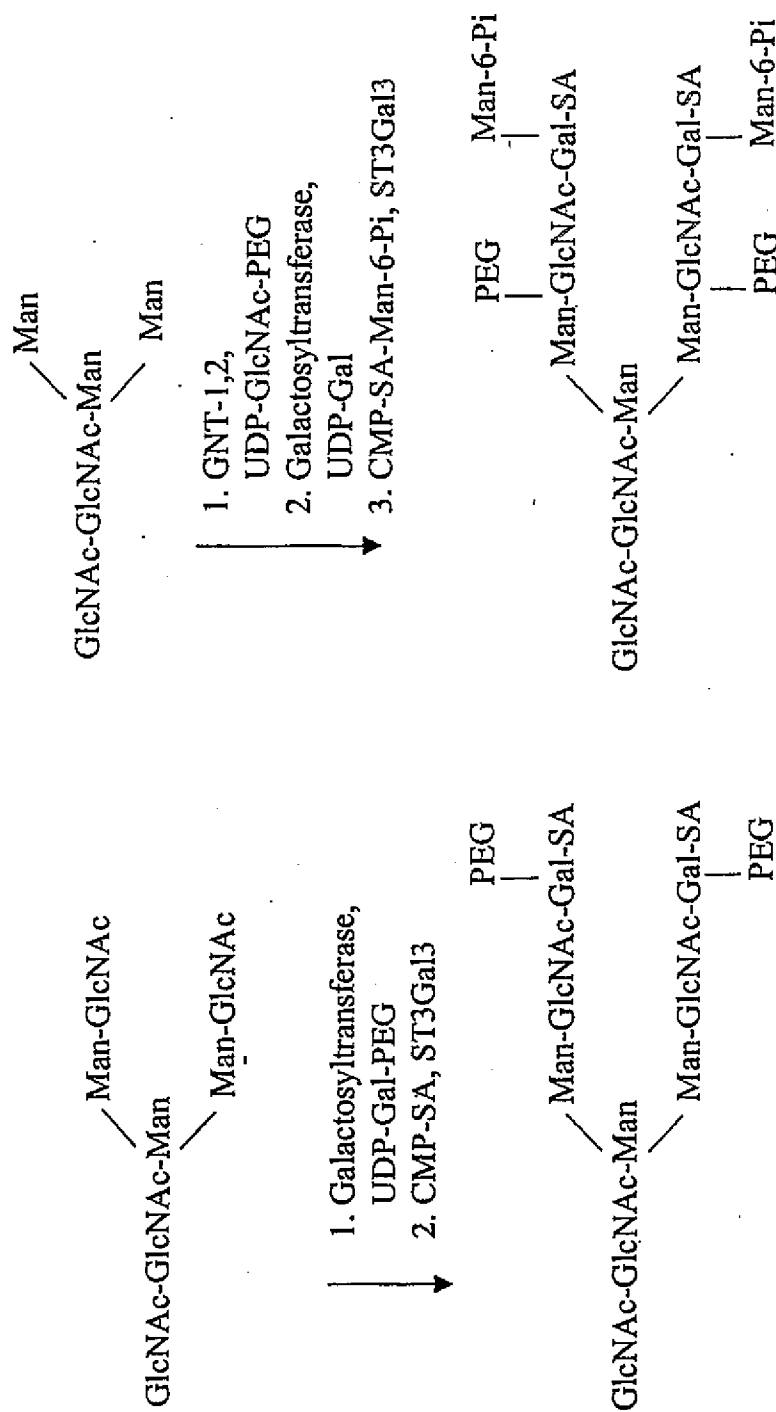 Man-GlcNAc
GlcNAc-GlcNAc-Man
Man-GlcNAc
1. Galactosyltransferase,
UDP-Gal-PEG
2. CMP-SA, ST3Gal3
PEG
Man-GlcNAc-Gal-SA
GlcNAc-GlcNAc-Man
Man-GlcNAc-Gal-SA
PEG
Man
GlcNAc-GlcNAc-Man
Man
1. GNT-1,2,
UDP-GlcNAc-PEG
2. Galactosyltransferase,
UDP-Gal
3. CMP-SA-Man-6-Pi, ST3Gal3
PEG Man-6-Pi
Man-GlcNAc-Gal-SA
GlcNAc-GlcNAc-Man
Man-GlcNAc-Gal-SA
PEG Man-6-Pi